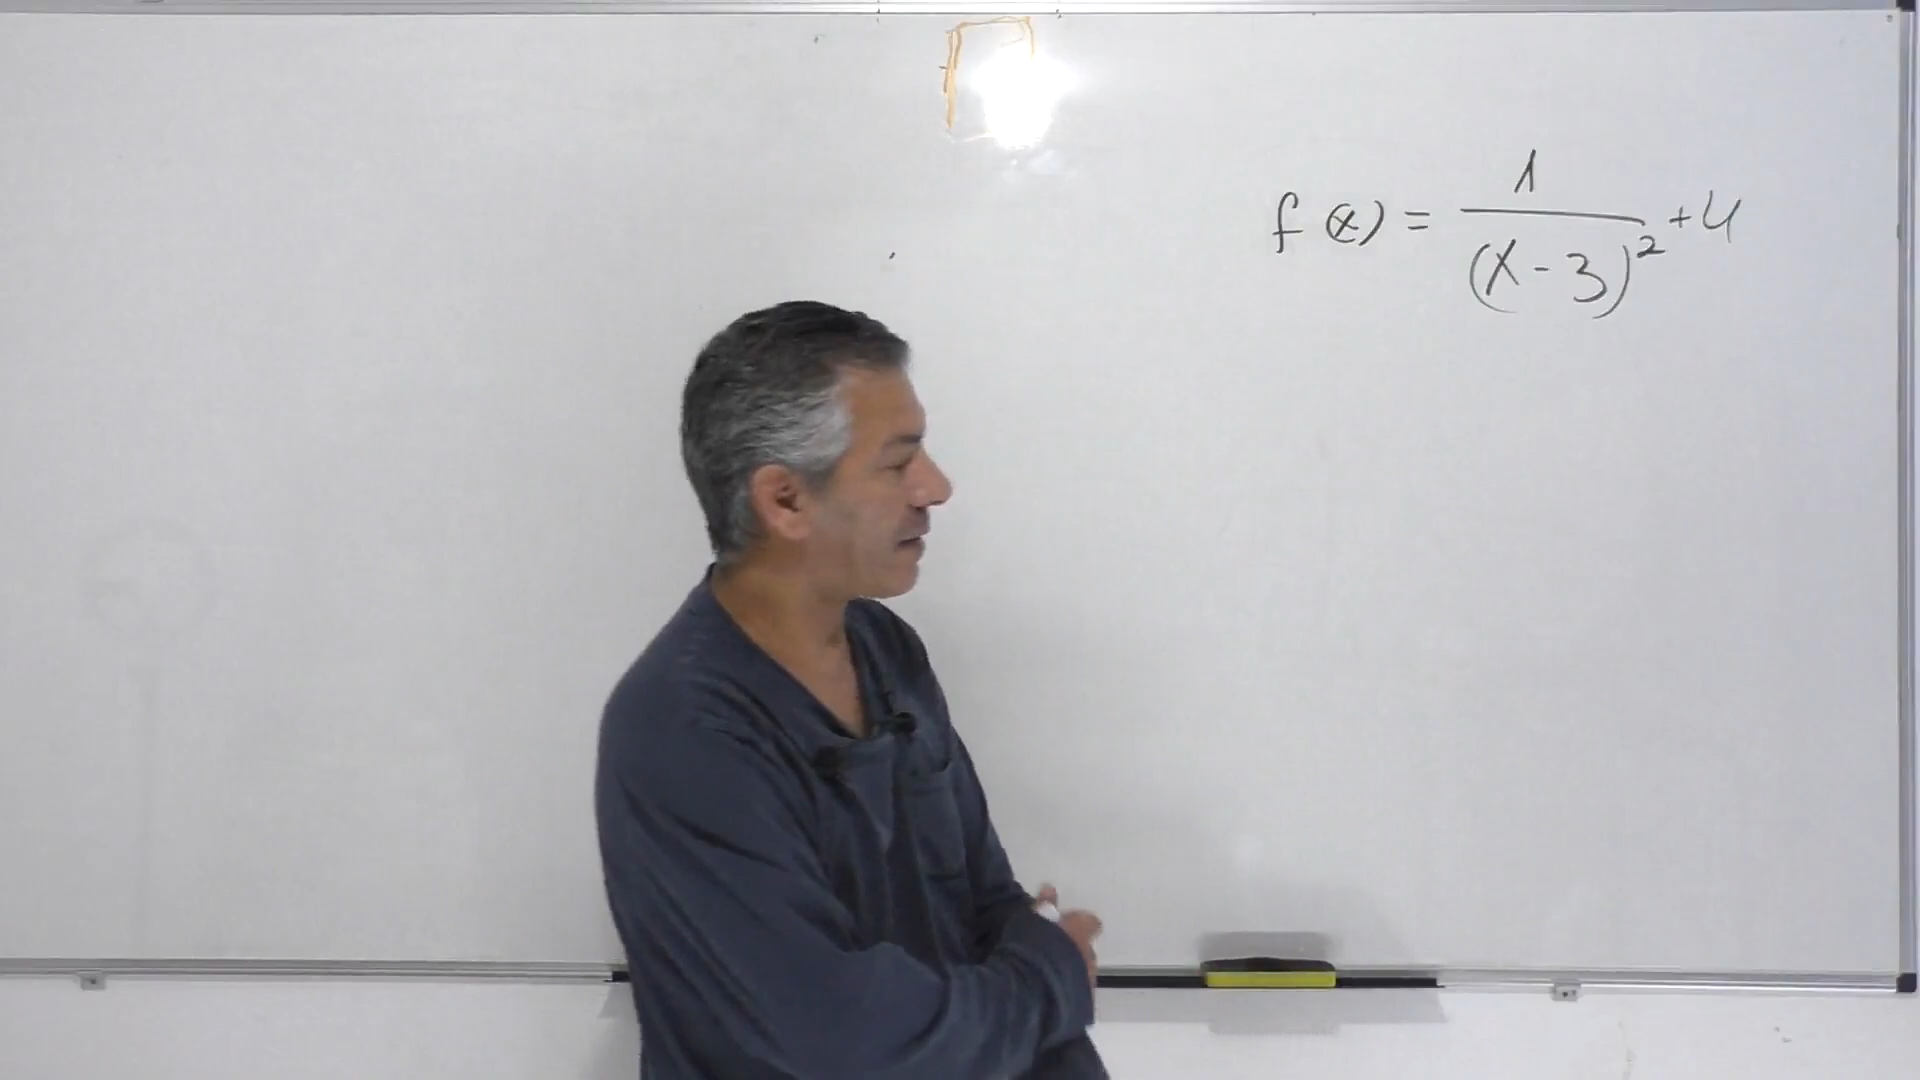 f(x) = 1/(x-3)² + 4